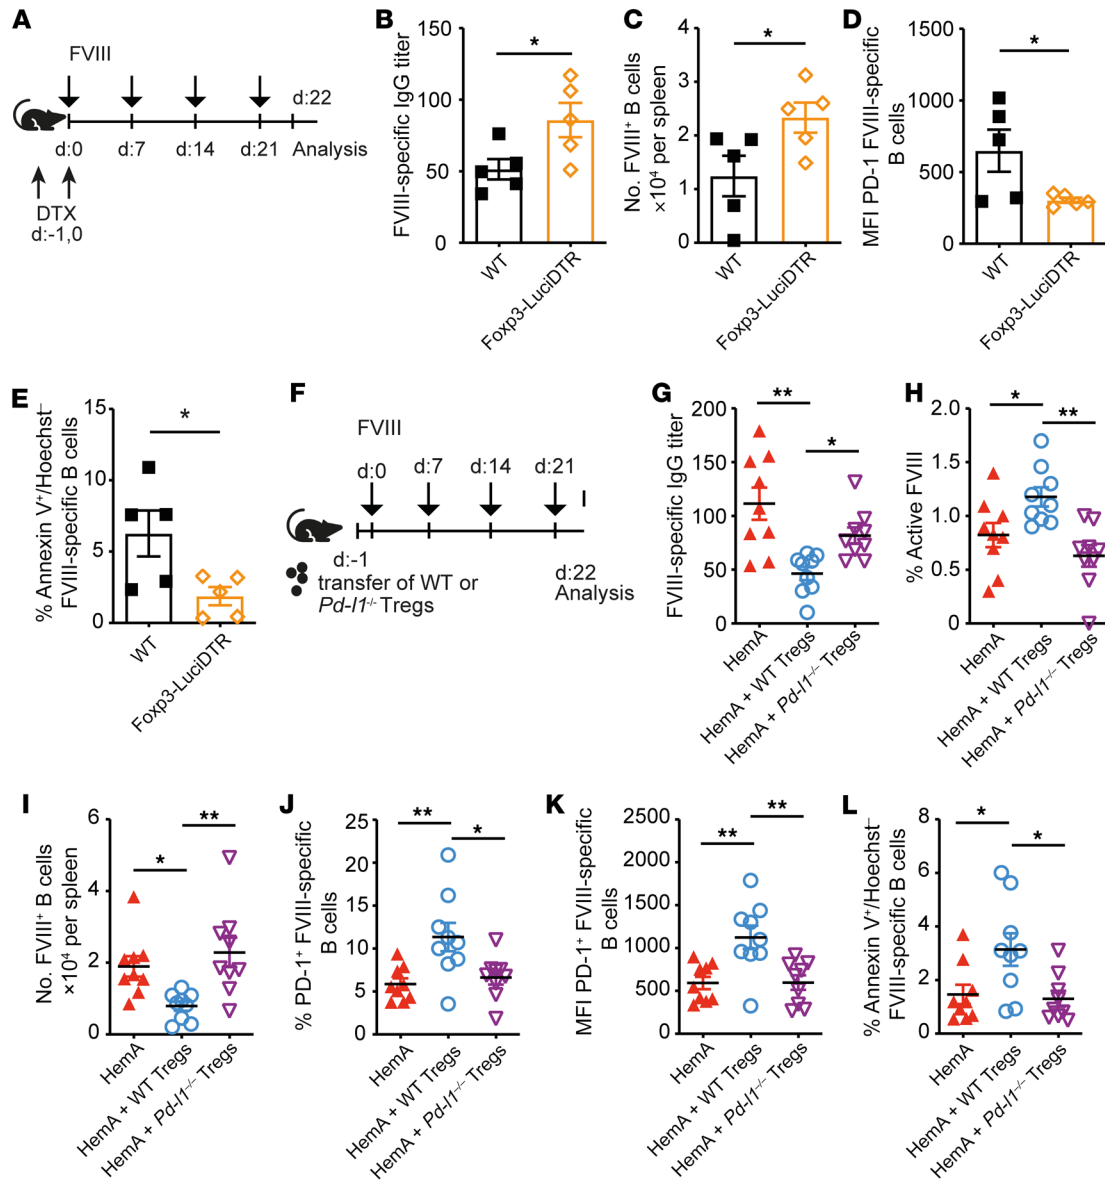 A
FVIII
d:0
d:7
d:14
d:21
d:22
Analysis
DTX
d:-1,0
B
FVIII-specific IgG titer
150
100
50
0
*
WT
Foxp3-LuciDTR
C
No. FVIII⁺ B cells
×10⁴ per spleen
4
3
2
1
0
*
WT
Foxp3-LuciDTR
D
MFI PD-1 FVIII-specific
B cells
1500
1000
500
0
*
WT
Foxp3-LuciDTR
E
% Annexin V⁺/Hoechst⁻
FVIII-specific B cells
15
10
5
0
*
WT
Foxp3-LuciDTR
F
FVIII
d:0
d:7
d:14
d:21
d:-1
transfer of WT or
Pd-l1⁻/⁻ Tregs
d:22
Analysis
G
FVIII-specific IgG titer
200
150
100
50
0
**
*
HemA
HemA + WT Tregs
HemA + Pd-l1⁻/⁻ Tregs
H
% Active FVIII
2.0
1.5
1.0
0.5
0
*
**
HemA
HemA + WT Tregs
HemA + Pd-l1⁻/⁻ Tregs
I
No. FVIII⁺ B cells
×10⁴ per spleen
6
4
2
0
*
**
HemA
HemA + WT Tregs
HemA + Pd-l1⁻/⁻ Tregs
J
% PD-1⁺ FVIII-specific
B cells
25
20
15
10
5
0
**
*
HemA
HemA + WT Tregs
HemA + Pd-l1⁻/⁻ Tregs
K
MFI PD-1⁺ FVIII-specific
B cells
2500
2000
1500
1000
500
0
**
**
HemA
HemA + WT Tregs
HemA + Pd-l1⁻/⁻ Tregs
L
% Annexin V⁺/Hoechst⁻
FVIII-specific B cells
8
6
4
2
0
*
*
HemA
HemA + WT Tregs
HemA + Pd-l1⁻/⁻ Tregs